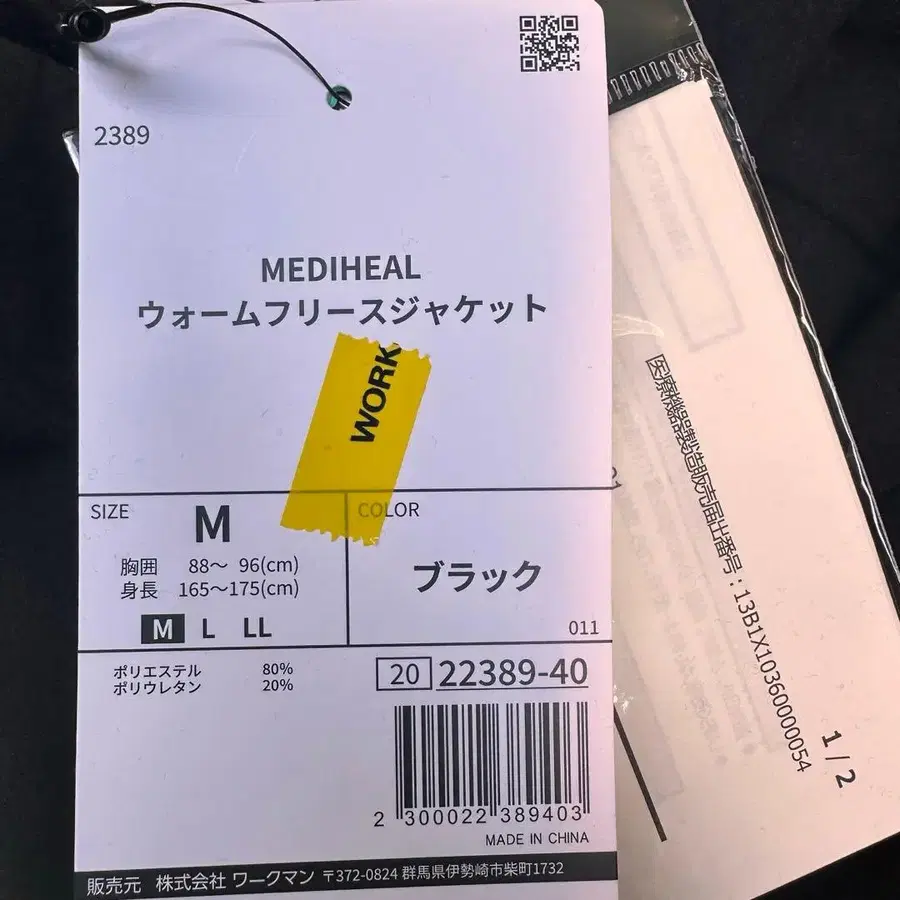 2389
MEDIHEAL
ウォームフリースジャケット
WORK
SIZE
M
胸囲 88～ 96(cm)
身長 165～175(cm)
M L LL
COLOR
ブラック
011
ポリエステル 80%
ポリウレタン 20%
20 22389-40
2 300022 389403
MADE IN CHINA
販売元 株式会社 ワークマン 〒372-0824 群馬県伊勢崎市柴町1732
医療機器製造販売届出番号：13B1X10360000054
1 / 2